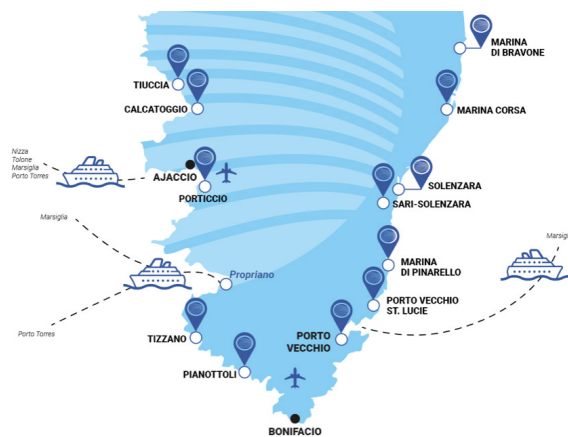 MARINA
DI BRAVONE
TIUCCIA
CALCATOGGIO
MARINA CORSA
Nizza
Tolone
Marsiglia
Porto Torres
AJACCIO
PORTICCIO
SOLENZARA
SARI-SOLENZARA
Marsiglia
MARINA
DI PINARELLO
Propriano
PORTO VECCHIO
ST. LUCIE
Porto Torres
TIZZANO
PORTO
VECCHIO
PIANOTTOLI
BONIFACIO